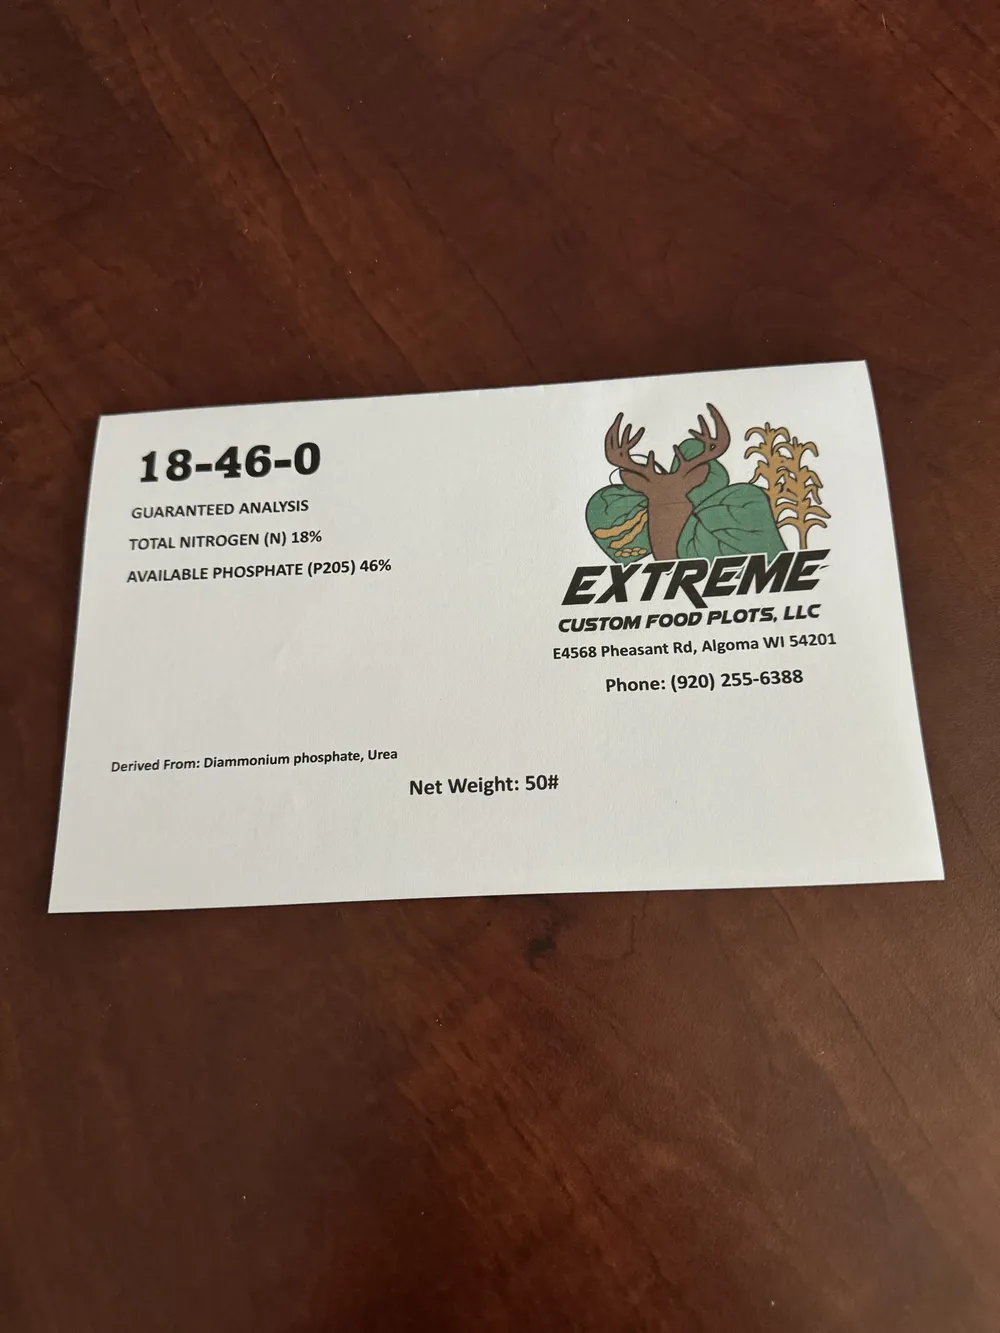 18-46-0
GUARANTEED ANALYSIS
TOTAL NITROGEN (N) 18%
AVAILABLE PHOSPHATE (P205) 46%
EXTREME
CUSTOM FOOD PLOTS, LLC
E4568 Pheasant Rd, Algoma WI 54201
Phone: (920) 255-6388
Derived From: Diammonium phosphate, Urea
Net Weight: 50#